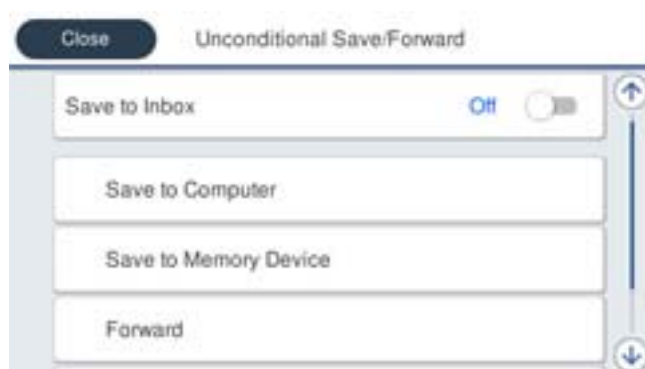 Close Unconditional Save/Forward
Save to Inbox Off
Save to Computer
Save to Memory Device
Forward